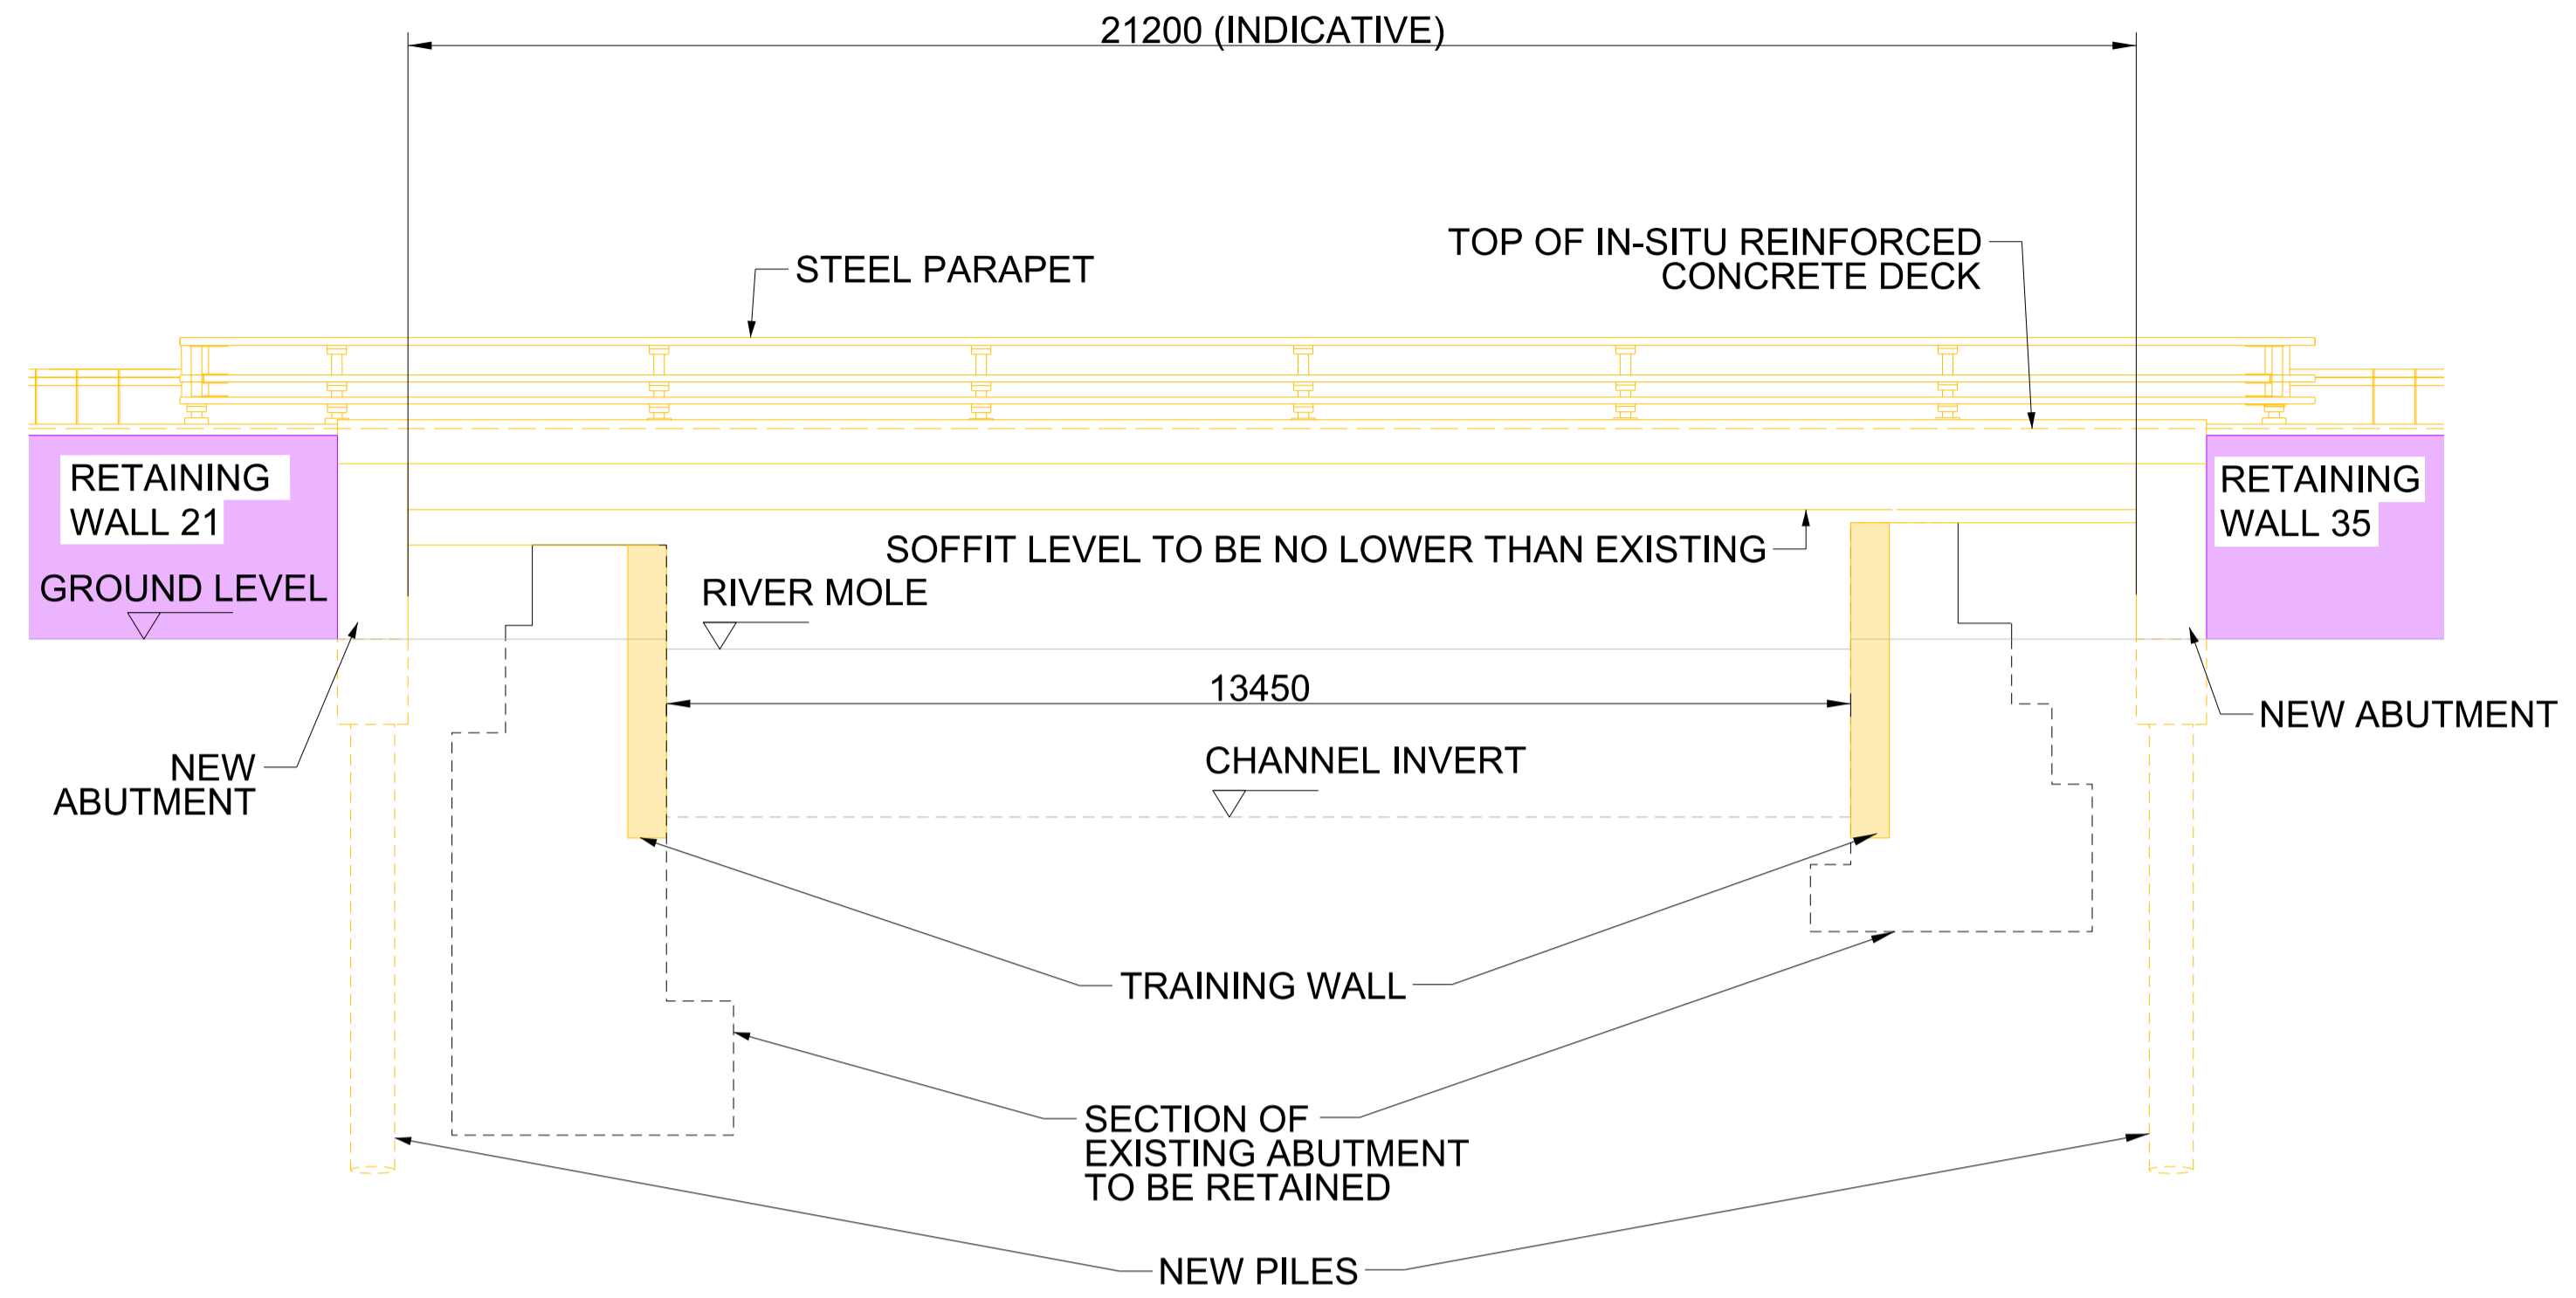 21200 (INDICATIVE)
TOP OF IN-SITU REINFORCED
CONCRETE DECK
STEEL PARAPET
RETAINING
WALL 21
RETAINING
WALL 35
SOFFIT LEVEL TO BE NO LOWER THAN EXISTING
GROUND LEVEL
RIVER MOLE
13450
NEW ABUTMENT
CHANNEL INVERT
NEW
ABUTMENT
TRAINING WALL
SECTION OF
EXISTING ABUTMENT
TO BE RETAINED
NEW PILES